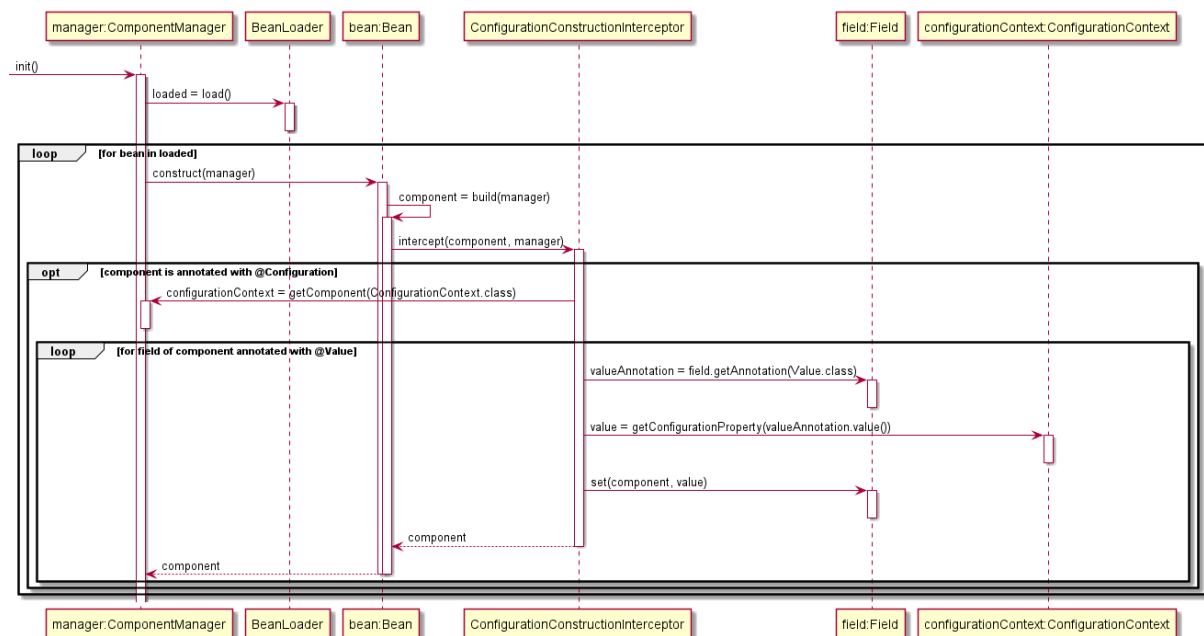 manager:ComponentManager BeanLoader bean:Bean ConfigurationConstructionInterceptor field:Field configurationContext:ConfigurationContext
init()
loaded = load()
loop [for bean in loaded]
construct(manager)
component = build(manager)
intercept(component, manager)
opt [component is annotated with @Configuration]
configurationContext = getComponent(ConfigurationContext.class)
loop [for field of component annotated with @Value]
valueAnnotation = field.getAnnotation(Value.class)
value = getConfigurationProperty(valueAnnotation.value())
set(component, value)
component
component
manager:ComponentManager BeanLoader bean:Bean ConfigurationConstructionInterceptor field:Field configurationContext:ConfigurationContext